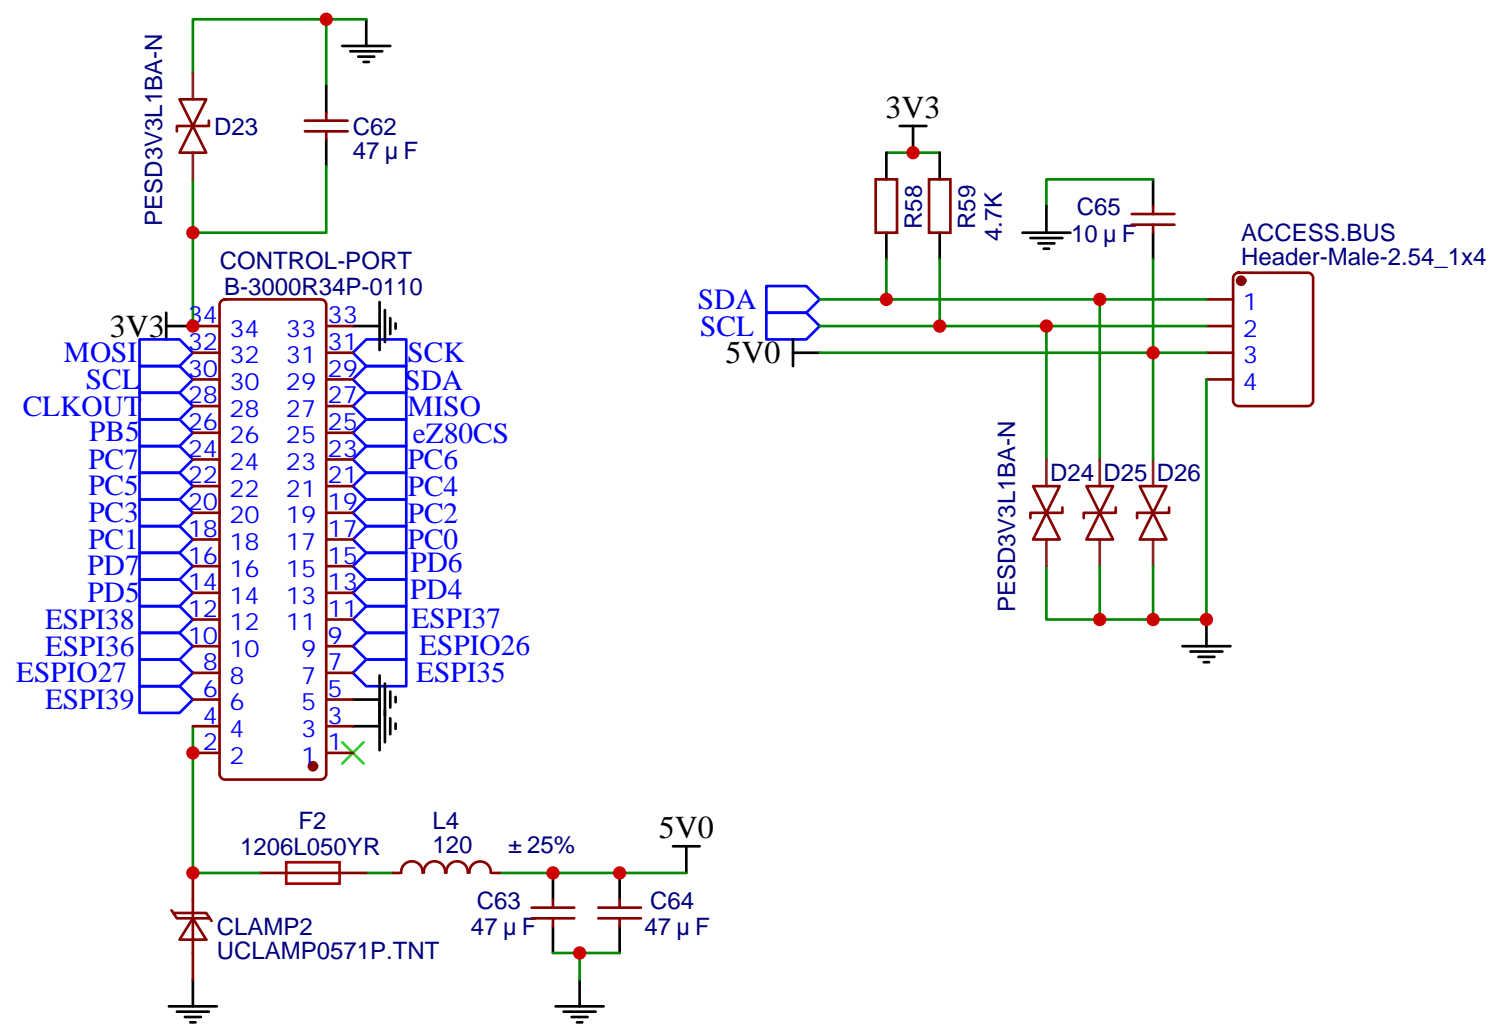 PESD3V3L1BA-N
D23
C62
47 µF
CONTROL-PORT
B-3000R34P-0110
3V3
34 34 33 33
MOSI 32 32 31 31 SCK
SCL 30 30 29 29 SDA
CLKOUT 28 28 27 27 MISO
PB5 26 26 25 25 eZ80CS
PC7 24 24 23 23 PC6
PC5 22 22 21 21 PC4
PC3 20 20 19 19 PC2
PC1 18 18 17 17 PC0
PD7 16 16 15 15 PD6
PD5 14 14 13 13 PD4
ESPI38 12 12 11 11 ESPI37
ESPI36 10 10 9 9 ESPIO26
ESPIO27 8 8 7 7 ESPI35
ESPI39 6 6 5 5
4 4 3 3
2 2 1 1
F2
1206L050YR
L4
120 ±25%
5V0
C63
47 µF
C64
47 µF
CLAMP2
UCLAMP0571P.TNT
3V3
R58
R59
4.7K
C65
10 µF
ACCESS.BUS
Header-Male-2.54_1x4
SDA
SCL
5V0
1
2
3
4
PESD3V3L1BA-N
D24 D25 D26